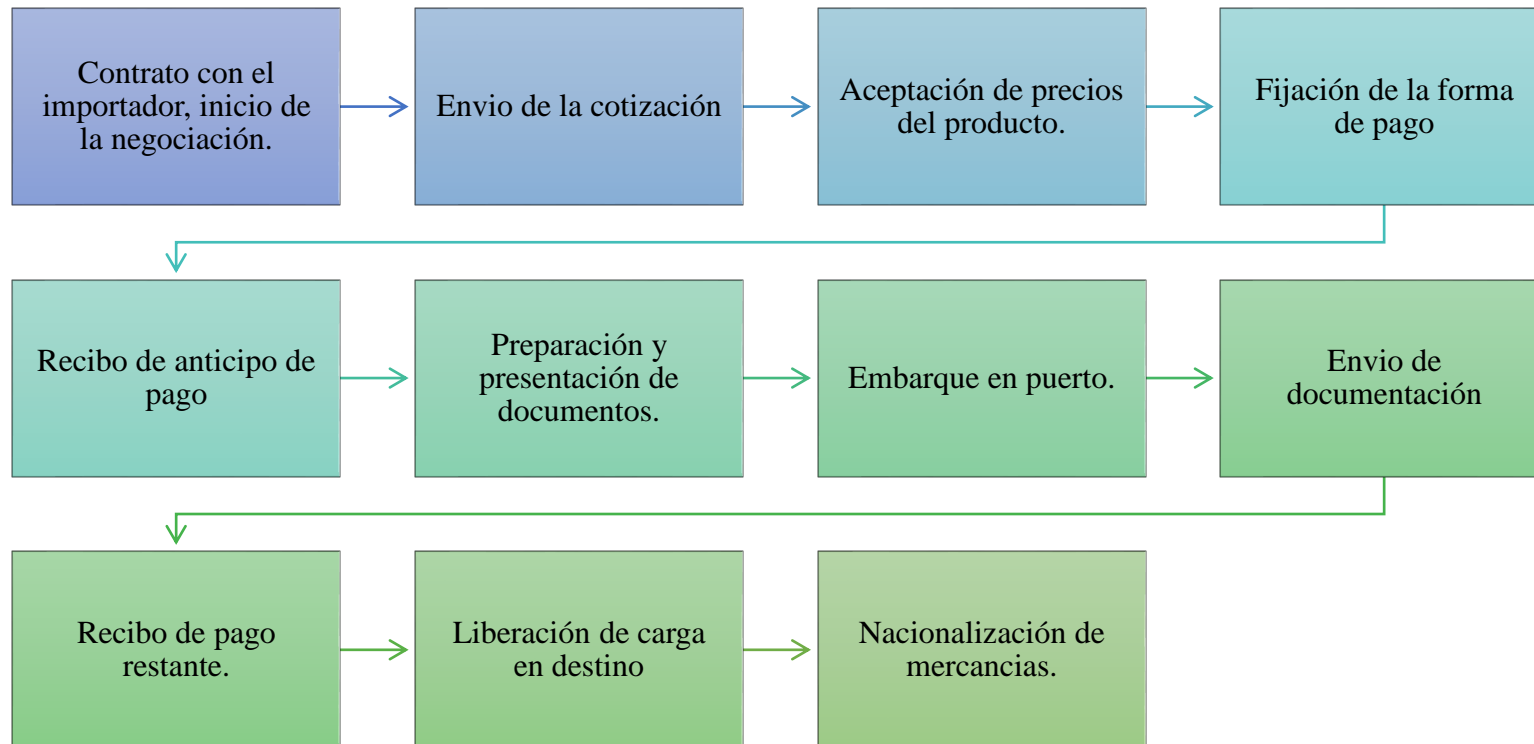 Contrato con el
importador, inicio de
la negociación.
Envio de la cotización
Aceptación de precios
del producto.
Fijación de la forma
de pago
Recibo de anticipo de
pago
Preparación y
presentación de
documentos.
Embarque en puerto.
Envio de
documentación
Recibo de pago
restante.
Liberación de carga
en destino
Nacionalización de
mercancias.